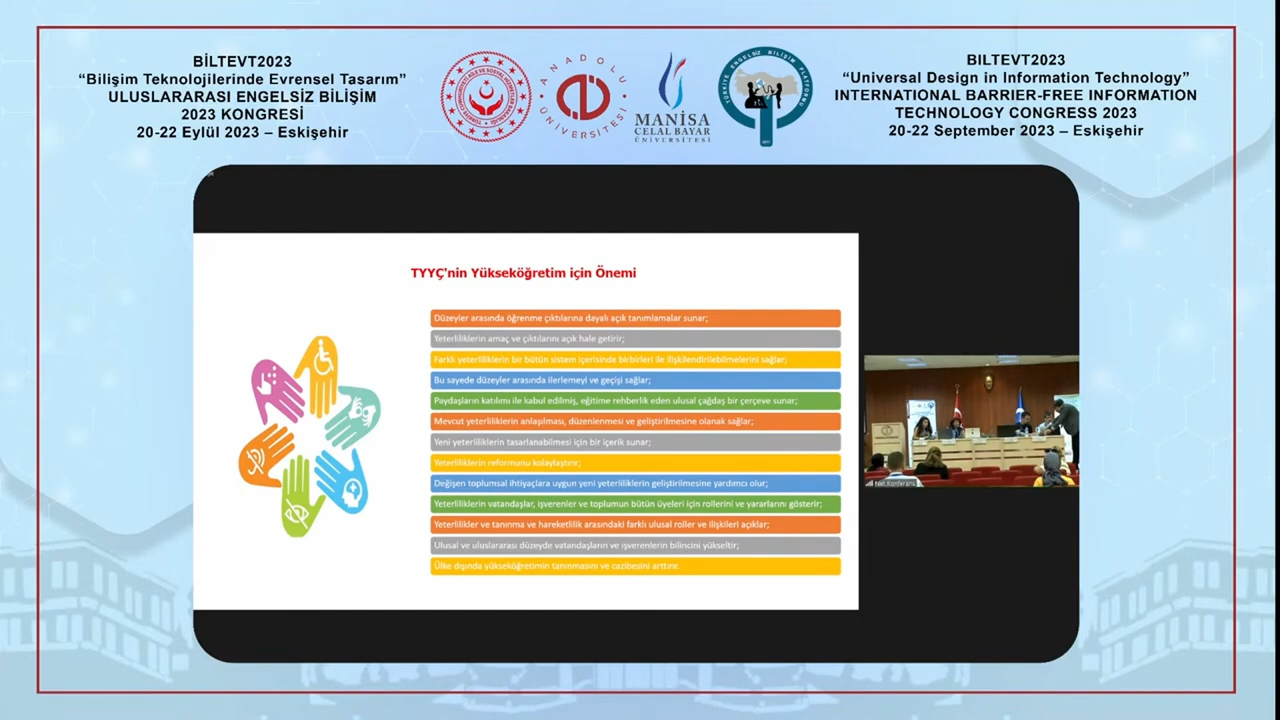 BİLTEVT2023
“Bilişim Teknolojilerinde Evrensel Tasarım”
ULUSLARARASI ENGELSİZ BİLİŞİM
2023 KONGRESİ
20-22 Eylül 2023 – Eskişehir
ANADOLU
ÜNİVERSİTESİ
MANİSA
CELAL BAYAR
ÜNİVERSİTESİ
TÜRKİYE ENGELSİZ BİLİŞİM PLATFORMU
2011
BILTEVT2023
“Universal Design in Information Technology”
INTERNATIONAL BARRIER-FREE INFORMATION
TECHNOLOGY CONGRESS 2023
20-22 September 2023 – Eskişehir
TYYÇ'nin Yükseköğretim için Önemi
Düzeyler arasında öğrenme çıktılarına dayalı açık tanımlamalar sunar;
Yeterliliklerin amaç ve çıktılarını açık hale getirir;
Farklı yeterliliklerin bir bütün sistem içerisinde birbirleri ile ilişkilendirilebilmelerini sağlar;
Bu sayede düzeyler arasında ilerlemeyi ve geçişi sağlar;
Paydaşların katılımı ile kabul edilmiş, eğitime rehberlik eden ulusal çağdaş bir çerçeve sunar;
Mevcut yeterliliklerin anlaşılması, düzenlenmesi ve geliştirilmesine olanak sağlar;
Yeni yeterliliklerin tasarlanabilmesi için bir içerik sunar;
Yeterliliklerin reformunu kolaylaştırır;
Değişen toplumsal ihtiyaçlara uygun yeni yeterliliklerin geliştirilmesine yardımcı olur;
Yeterliliklerin vatandaşlar, işverenler ve toplumun bütün üyeleri için rollerini ve yararlarını gösterir;
Yeterlilikler ve tanınma ve hareketlilik arasındaki farklı ulusal roller ve ilişkileri açıklar;
Ulusal ve uluslararası düzeyde vatandaşların ve işverenlerin bilincini yükseltir;
Ülke dışında yükseköğretimin tanınmasını ve cazibesini arttırır.